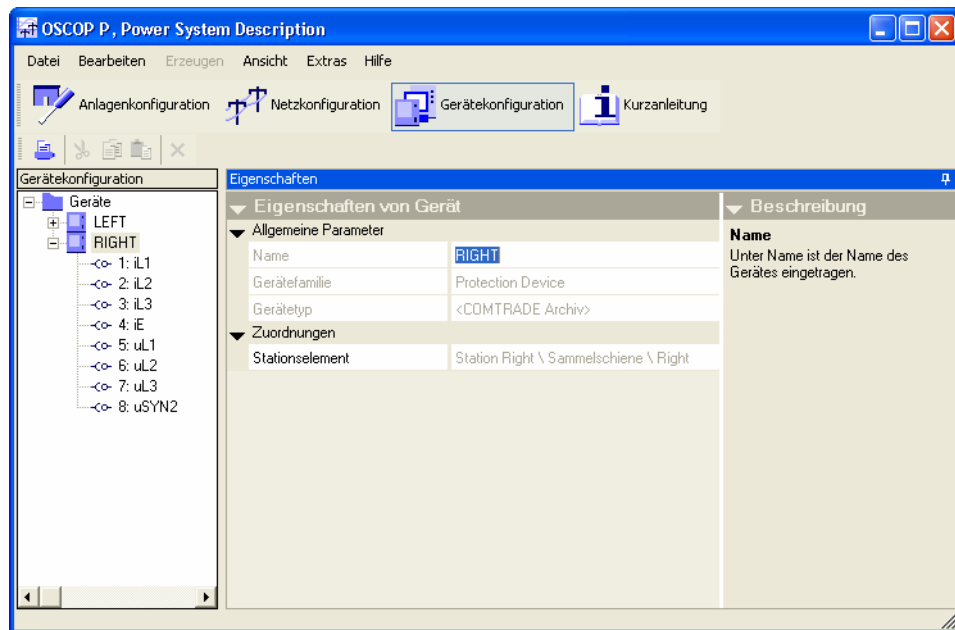 OSCOP P, Power System Description
Datei Bearbeiten Erzeugen Ansicht Extras Hilfe
Anlagenkonfiguration Netzkonfiguration Gerätekonfiguration Kurzanleitung
Gerätekonfiguration
Geräte
LEFT
RIGHT
1: iL1
2: iL2
3: iL3
4: iE
5: uL1
6: uL2
7: uL3
8: uSYN2
Eigenschaften
Eigenschaften von Gerät
Allgemeine Parameter
Name RIGHT
Gerätefamilie Protection Device
Gerätetyp <COMTRADE Archiv>
Zuordnungen
Stationselement Station Right \ Sammelschiene \ Right
Beschreibung
Name
Unter Name ist der Name des
Gerätes eingetragen.